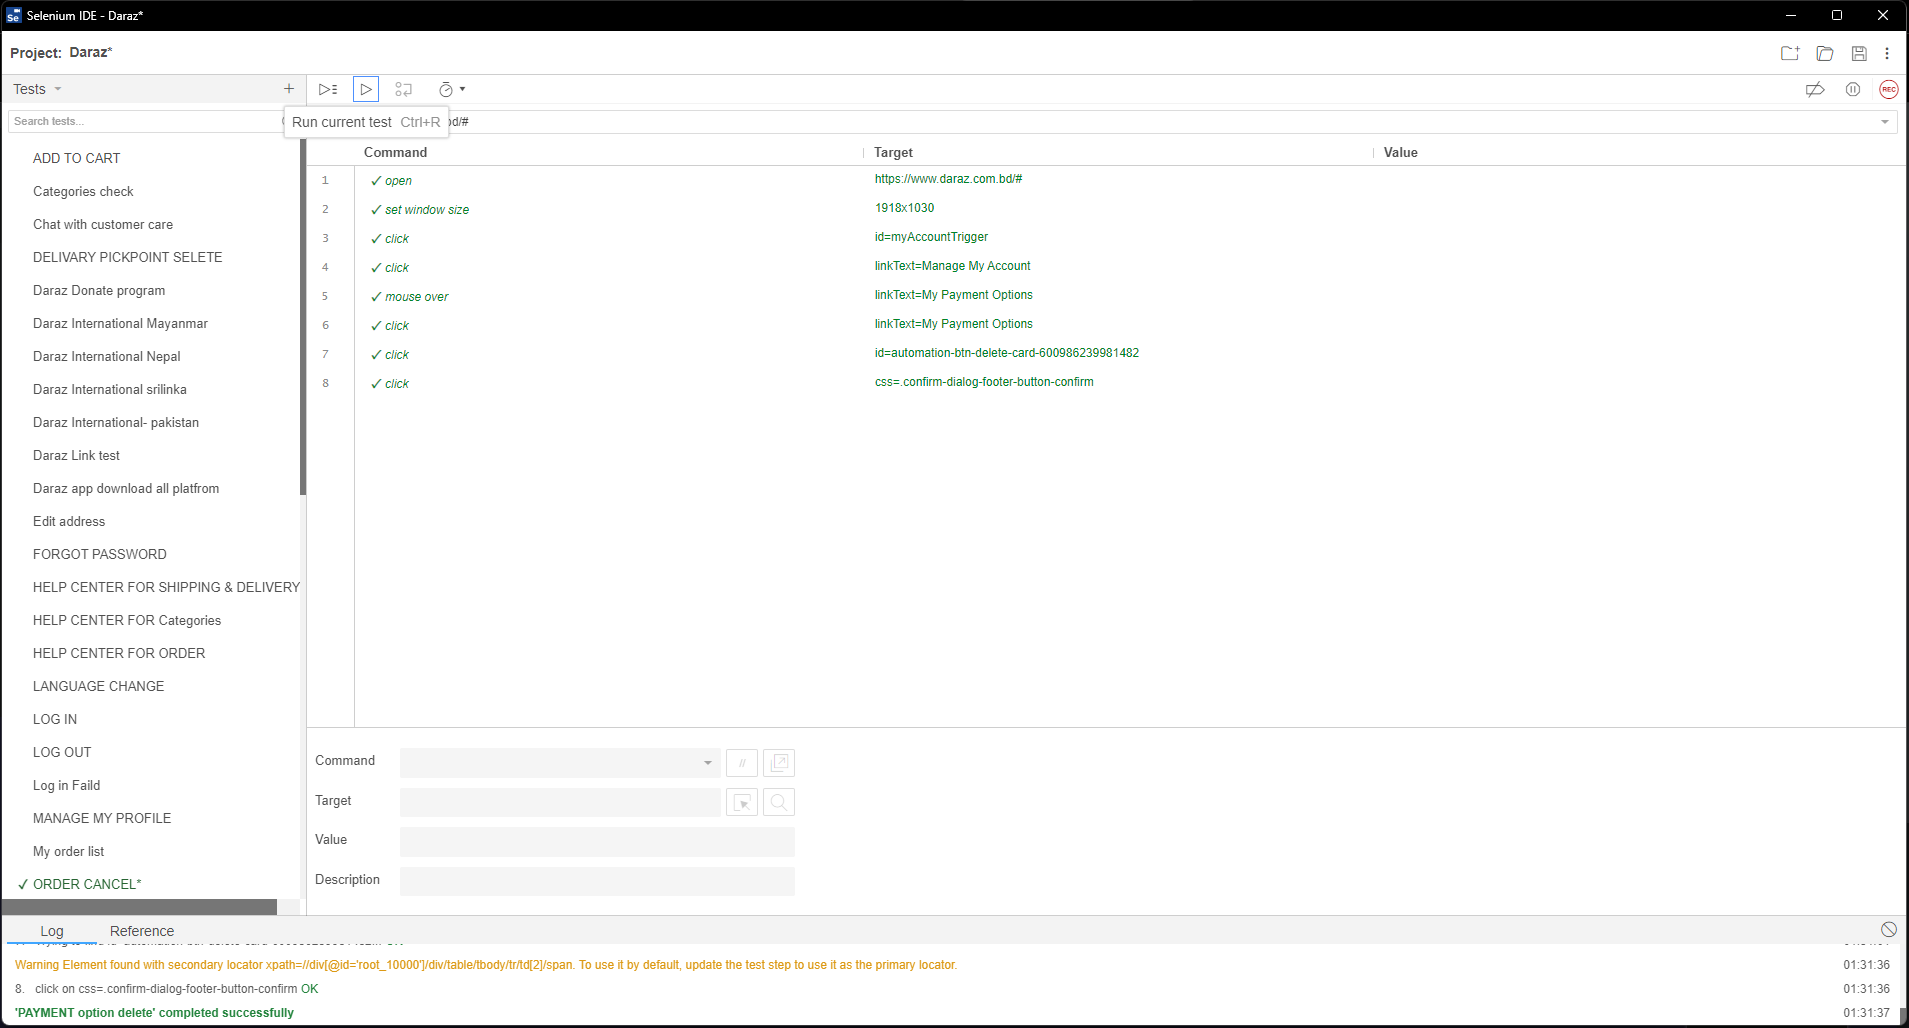 Selenium IDE - Daraz*
Project: Daraz*
Tests
Search tests...
Run current test Ctrl+R
bd/#
REC
Command Target Value
1 ✓ open https://www.daraz.com.bd/#
2 ✓ set window size 1918x1030
3 ✓ click id=myAccountTrigger
4 ✓ click linkText=Manage My Account
5 ✓ mouse over linkText=My Payment Options
6 ✓ click linkText=My Payment Options
7 ✓ click id=automation-btn-delete-card-600986239981482
8 ✓ click css=.confirm-dialog-footer-button-confirm
ADD TO CART
Categories check
Chat with customer care
DELIVARY PICKPOINT SELETE
Daraz Donate program
Daraz International Mayanmar
Daraz International Nepal
Daraz International srilinka
Daraz International- pakistan
Daraz Link test
Daraz app download all platfrom
Edit address
FORGOT PASSWORD
HELP CENTER FOR SHIPPING & DELIVERY
HELP CENTER FOR Categories
HELP CENTER FOR ORDER
LANGUAGE CHANGE
LOG IN
LOG OUT
Log in Faild
MANAGE MY PROFILE
My order list
✓ ORDER CANCEL*
Command //
Target
Value
Description
Log Reference
Warning Element found with secondary locator xpath=//div[@id='root_10000']/div/table/tbody/tr/td[2]/span. To use it by default, update the test step to use it as the primary locator. 01:31:36
8. click on css=.confirm-dialog-footer-button-confirm OK 01:31:36
'PAYMENT option delete' completed successfully 01:31:37